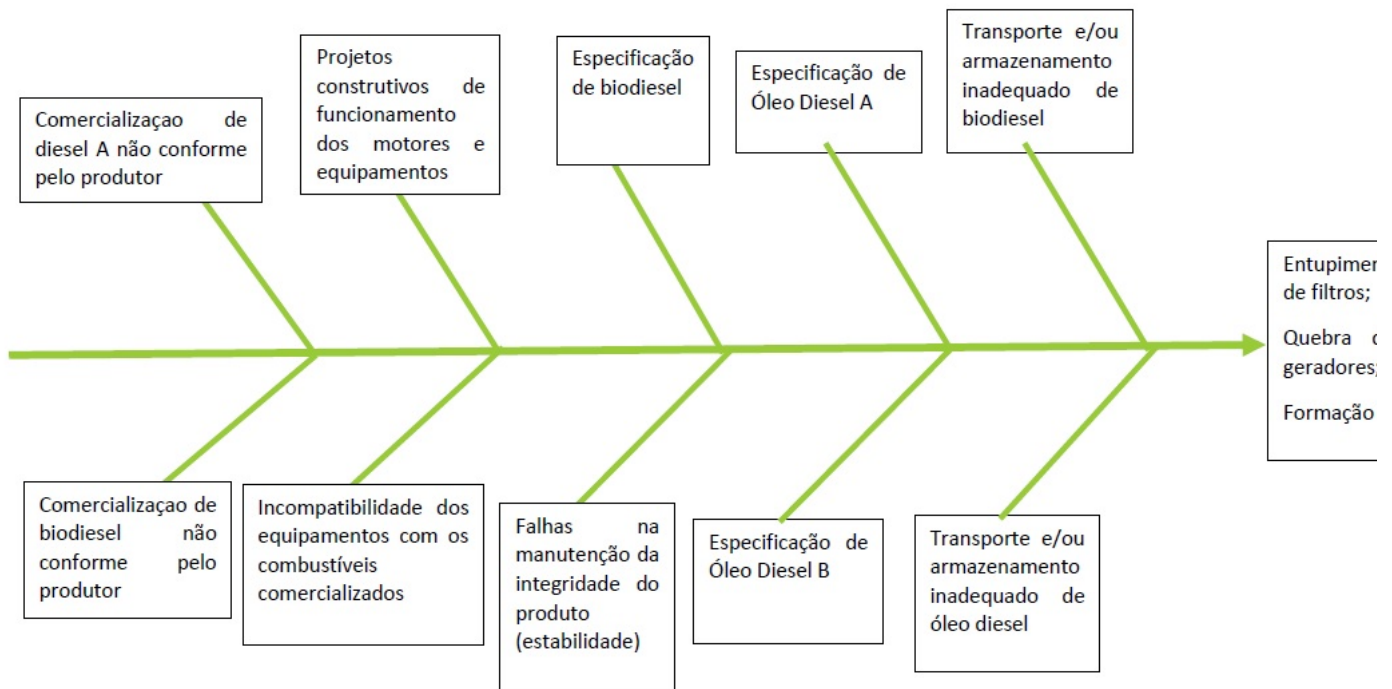 Comercializaçao de
diesel A não conforme
pelo produtor
Projetos
construtivos de
funcionamento
dos motores e
equipamentos
Especificação
de biodiesel
Especificação de
Óleo Diesel A
Transporte e/ou
armazenamento
inadequado de
biodiesel
de filtros;
Quebra
geradores;
Formação
Comercializaçao de
biodiesel não
conforme pelo
produtor
Incompatibilidade dos
equipamentos com os
combustíveis
comercializados
Falhas na
manutenção da
integridade do
produto
(estabilidade)
Especificação de
Óleo Diesel B
Transporte e/ou
armazenamento
inadequado de
óleo diesel